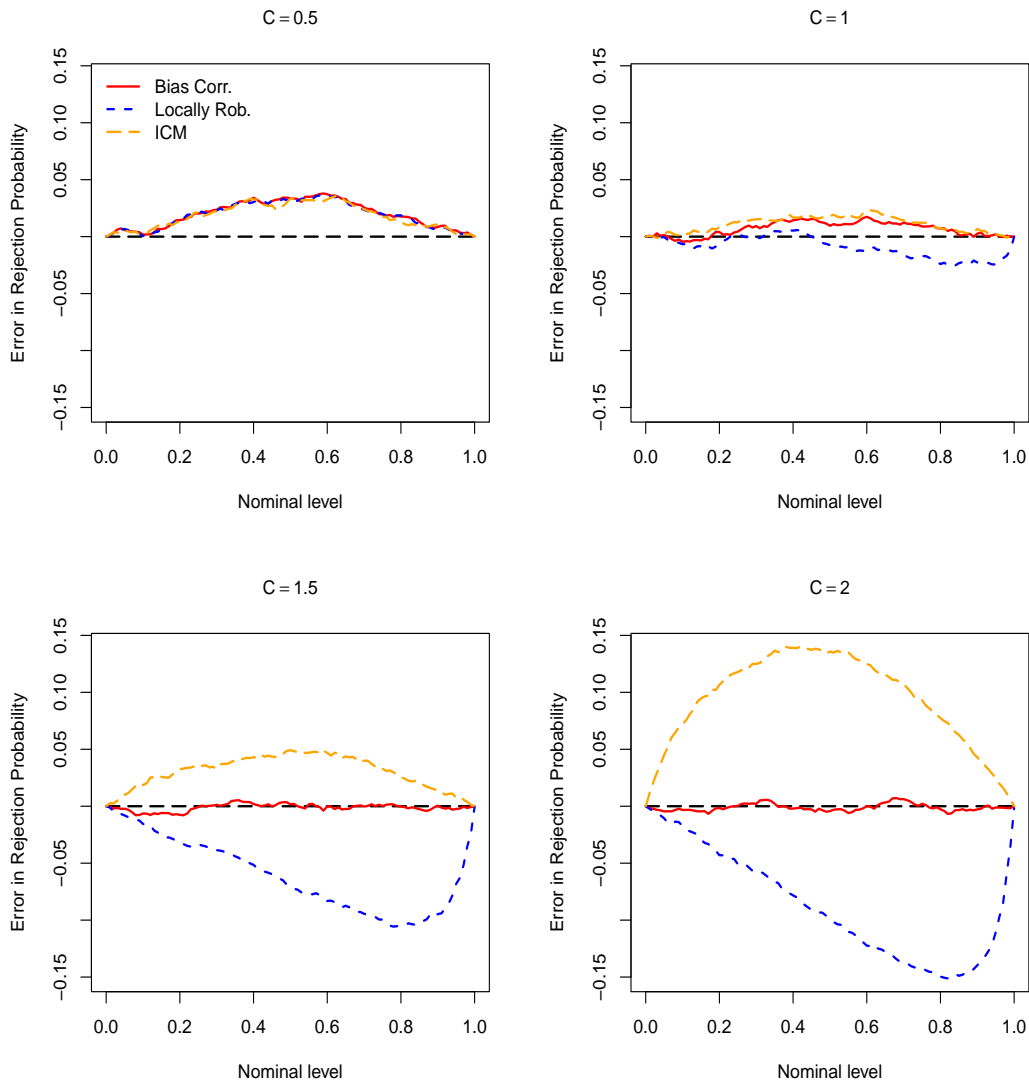 C = 0.5
0.15
0.10
0.05
−0.05
−0.15
Error in Rejection Probability
Bias Corr.
Locally Rob.
ICM
0.0 0.2 0.4 0.6 0.8 1.0
Nominal level
C = 1
0.15
0.10
0.05
−0.05
−0.15
Error in Rejection Probability
0.0 0.2 0.4 0.6 0.8 1.0
Nominal level
C = 1.5
0.15
0.10
0.05
−0.05
−0.15
Error in Rejection Probability
0.0 0.2 0.4 0.6 0.8 1.0
Nominal level
C = 2
0.15
0.10
0.05
−0.05
−0.15
Error in Rejection Probability
0.0 0.2 0.4 0.6 0.8 1.0
Nominal level